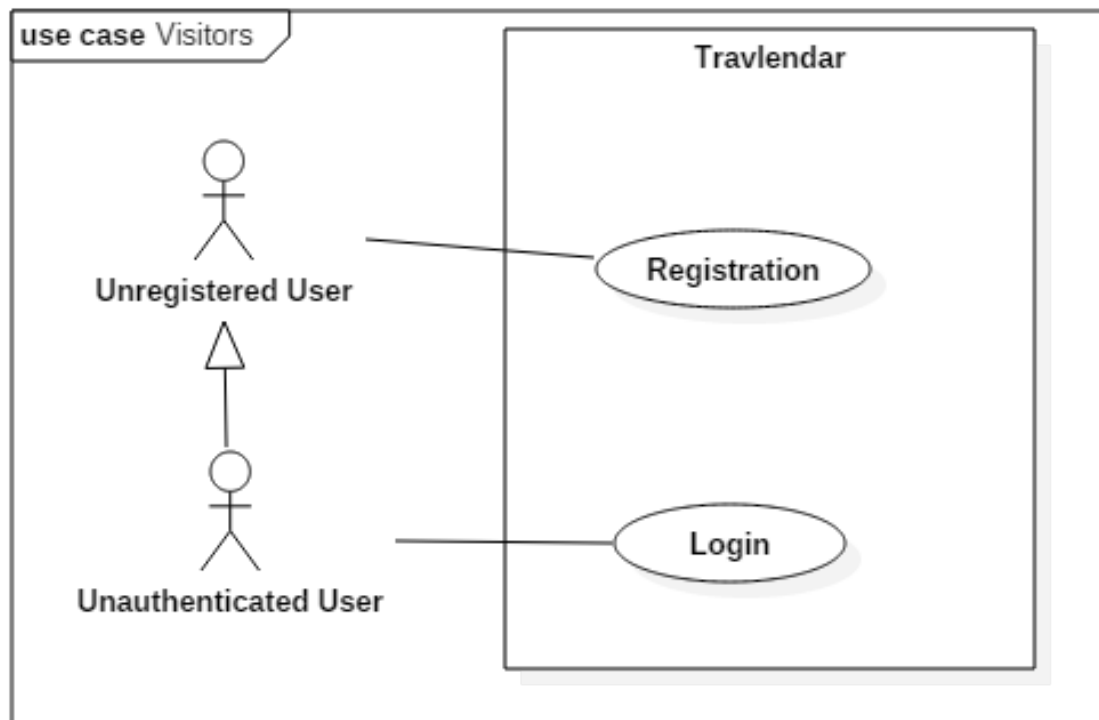 use case Visitors
Travlendar
Unregistered User
Registration
Login
Unauthenticated User